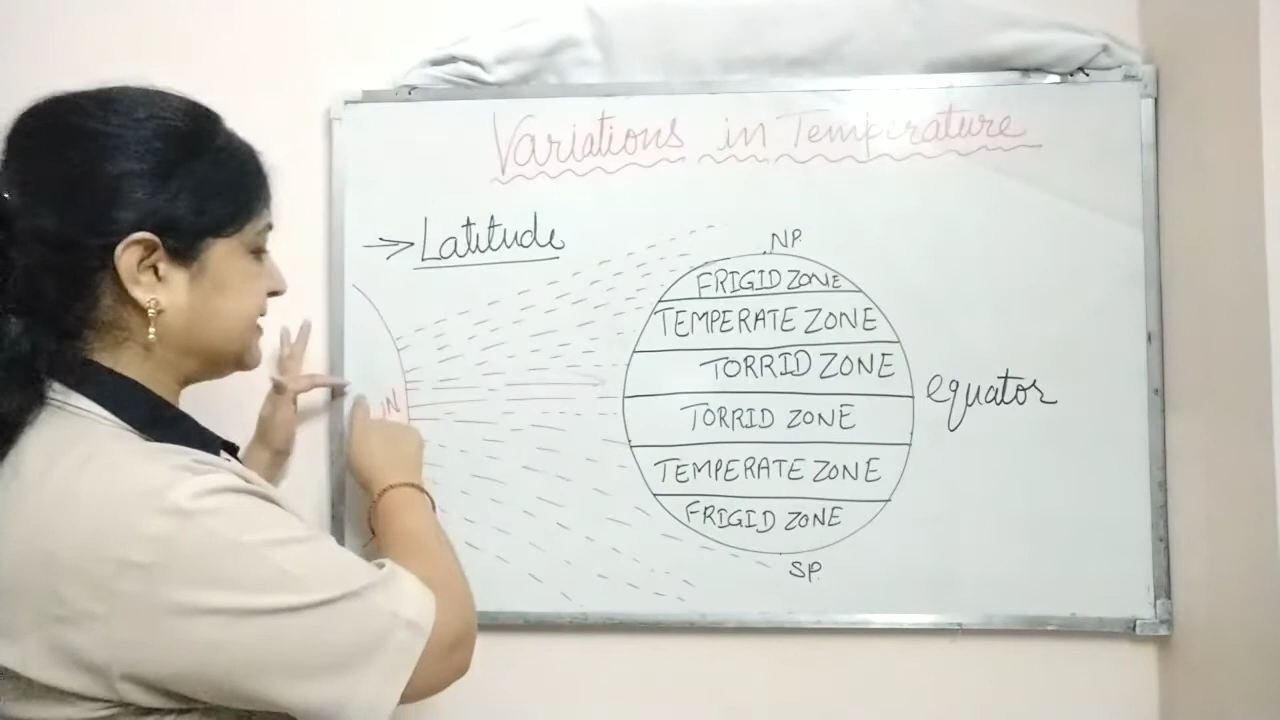 Variations in Temperature
→ Latitude
N.P.
FRIGID ZONE
TEMPERATE ZONE
TORRID ZONE
equator
TORRID ZONE
TEMPERATE ZONE
FRIGID ZONE
S.P.